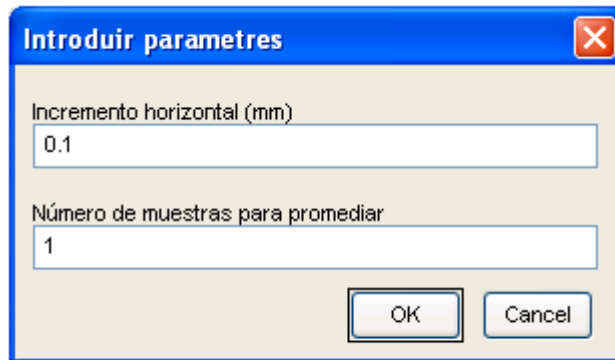 Introduir parametres
Incremento horizontal (mm)
0.1
Número de muestras para promediar
1
OK
Cancel